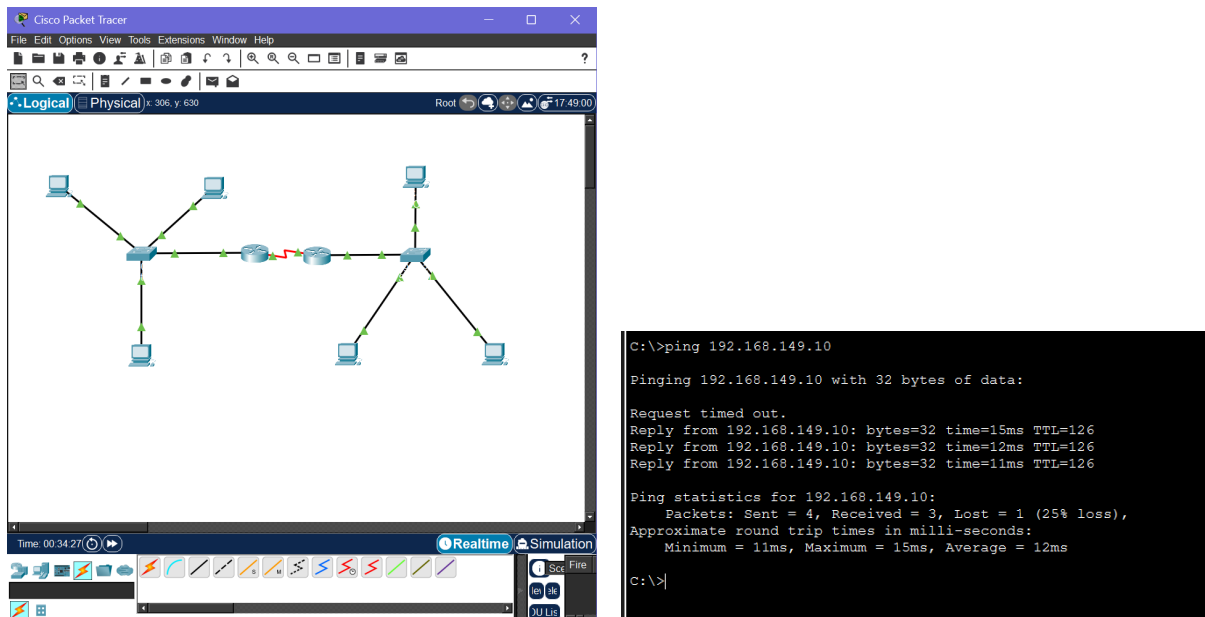 Cisco Packet Tracer
File Edit Options View Tools Extensions Window Help
?
Logical Physical x: 306, y: 630 Root 17:49:00
Time: 00:34:27 Realtime Simulation
Fire
C:\>ping 192.168.149.10
Pinging 192.168.149.10 with 32 bytes of data:
Request timed out.
Reply from 192.168.149.10: bytes=32 time=15ms TTL=126
Reply from 192.168.149.10: bytes=32 time=12ms TTL=126
Reply from 192.168.149.10: bytes=32 time=11ms TTL=126
Ping statistics for 192.168.149.10:
Packets: Sent = 4, Received = 3, Lost = 1 (25% loss),
Approximate round trip times in milli-seconds:
Minimum = 11ms, Maximum = 15ms, Average = 12ms
C:\>